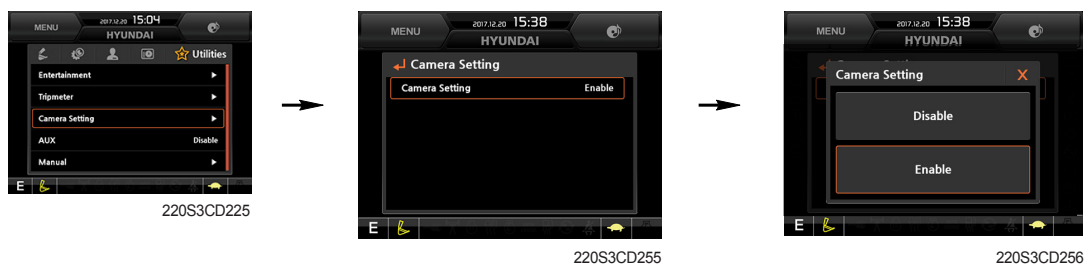 MENU
2017.12.20 15:04
HYUNDAI
Utilities
Entertainment
Tripmeter
Camera Setting
AUX Disable
Manual
E
220S3CD225
MENU
2017.12.20 15:38
HYUNDAI
Camera Setting
Camera Setting Enable
E
220S3CD255
MENU
2017.12.20 15:38
HYUNDAI
Camera Setting X
Disable
Enable
E
220S3CD256